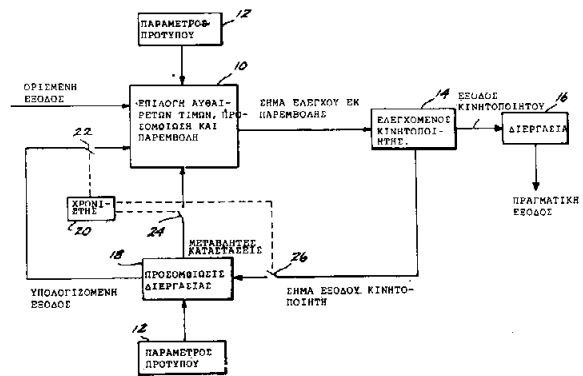 12
ΠΑΡΑΜΕΤΡΟΣ
ΠΡΟΤΥΠΟΥ
10
ΟΡΙΣΜΕΝΗ
ΕΞΟΔΟΣ
ΕΠΙΛΟΓΗ ΑΥΘΑΙ-
ΡΕΤΩΝ ΤΙΜΩΝ, ΠΡΟ-
ΣΟΜΦΙΩΣΗ ΚΑΙ
ΠΑΡΕΜΒΟΛΗ
ΣΗΜΑ ΕΛΕΓΧΟΥ ΕΚ
ΠΑΡΕΜΒΟΛΗΣ
14
ΕΛΕΓΧΟΜΕΝΟΣ
ΚΙΝΗΤΟΠΟΙ-
ΗΤΗΣ.
ΕΞΟΔΟΣ
ΚΙΝΗΤΟΠΟΙΗΤΟΥ
16
ΔΙΕΡΓΑΣΙΑ
ΠΡΑΓΜΑΤΙΚΗ
ΕΞΟΔΟΣ
22
ΧΡΟΝΙ-
ΣΤΗΣ
20
24
ΜΕΤΑΒΛΗΤΕΣ
ΚΑΤΑΣΤΑΣΕΙΣ
26
18
ΠΡΟΣΟΜΦΙΩΣΙΣ
ΔΙΕΡΓΑΣΙΑΣ
ΥΠΟΛΟΓΙΖΟΜΕΝΗ
ΕΞΟΔΟΣ
ΣΗΜΑ ΕΞΟΔΟΥ ΚΙΝΗΤΟ-
ΠΟΙΗΤΗ
12
ΠΑΡΑΜΕΤΡΟΣ
ΠΡΟΤΥΠΟΥ